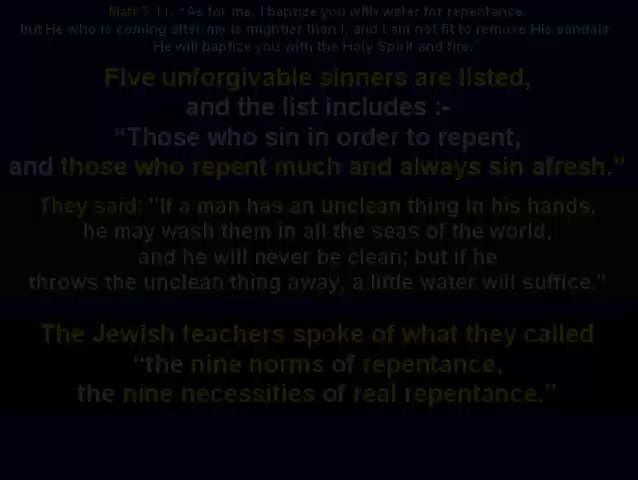 Matt 3:11. "As for me, I baptize you with water for repentance,
but He who is coming after me is mightier than I, and I am not fit to remove His sandals;
He will baptize you with the Holy Spirit and fire."
Five unforgivable sinners are listed,
and the list includes :-
“Those who sin in order to repent,
and those who repent much and always sin afresh.”
They said: "If a man has an unclean thing in his hands,
he may wash them in all the seas of the world,
and he will never be clean; but if he
throws the unclean thing away, a little water will suffice."
The Jewish teachers spoke of what they called
“the nine norms of repentance,
the nine necessities of real repentance.”